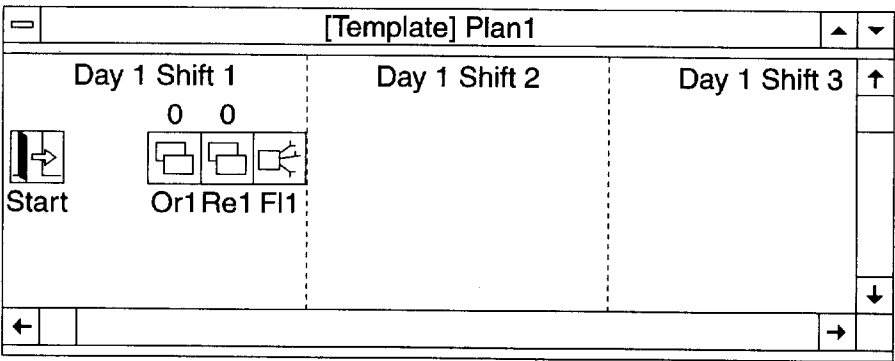 [Template] Plan1
Day 1 Shift 1 Day 1 Shift 2 Day 1 Shift 3
0 0
Start Or1 Re1 Fl1